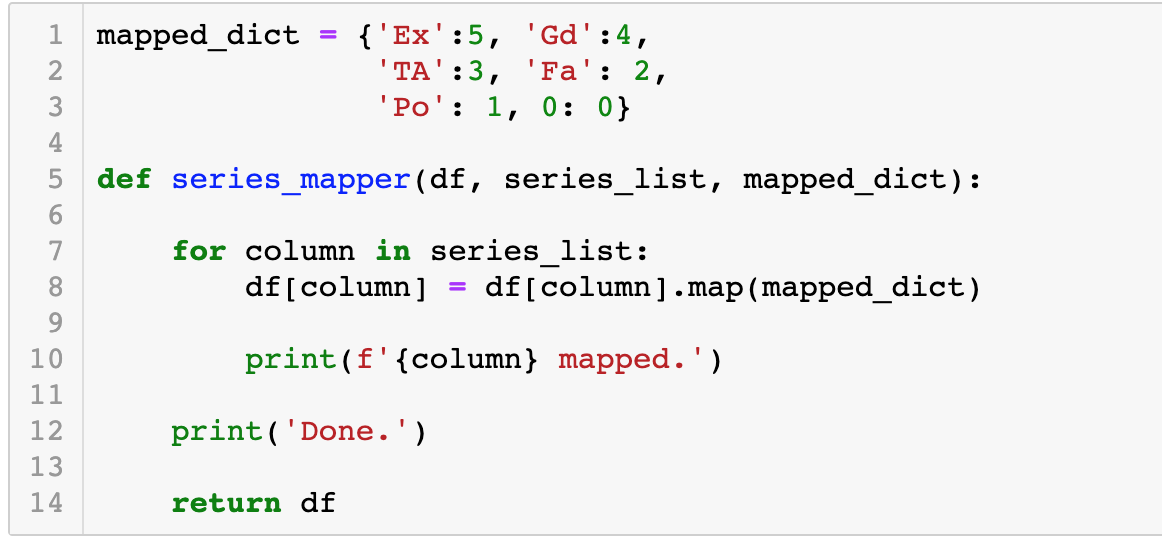 1 mapped_dict = {'Ex':5, 'Gd':4,
2                'TA':3, 'Fa': 2,
3                'Po': 1, 0: 0}
4
5 def series_mapper(df, series_list, mapped_dict):
6
7     for column in series_list:
8         df[column] = df[column].map(mapped_dict)
9
10         print(f'{column} mapped.')
11
12     print('Done.')
13
14     return df